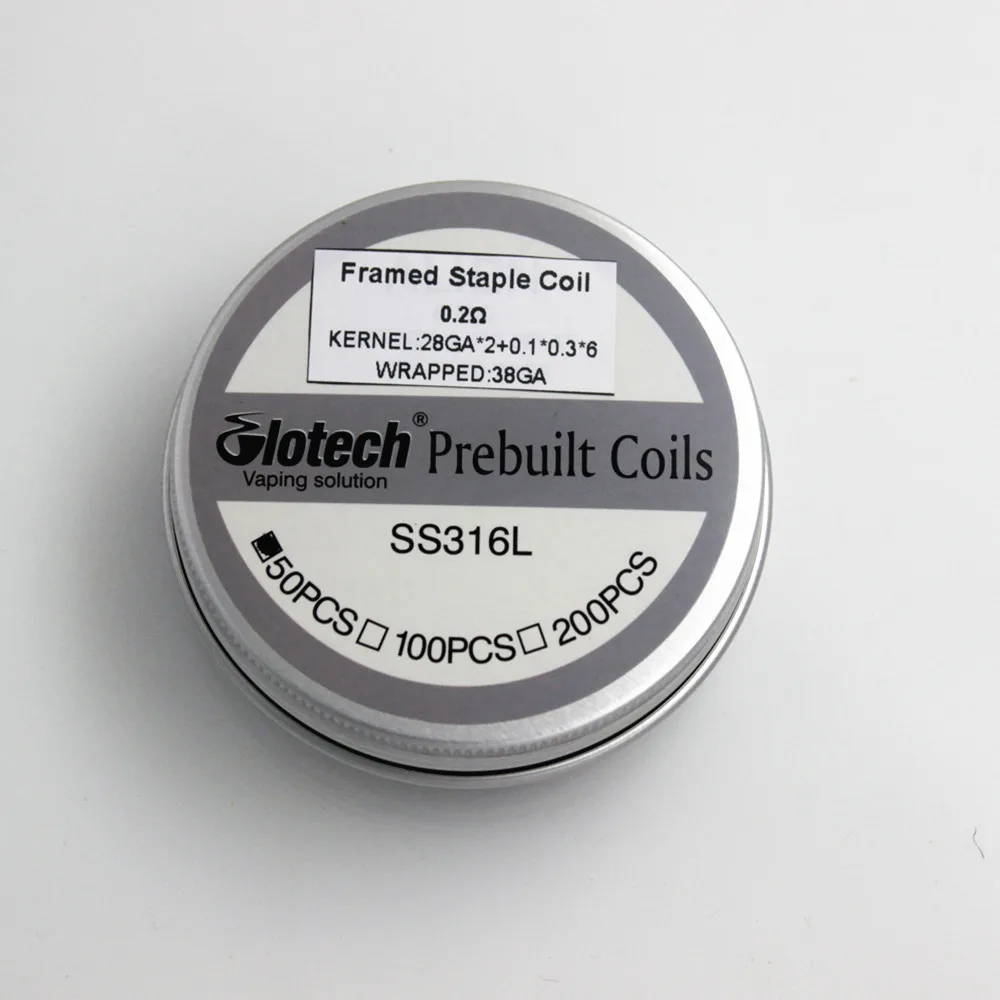 Framed Staple Coil
0.2Ω
KERNEL:28GA*2+0.1*0.3*6
WRAPPED:38GA
Glotech® Prebuilt Coils
Vaping solution
SS316L
50PCS 100PCS 200PCS